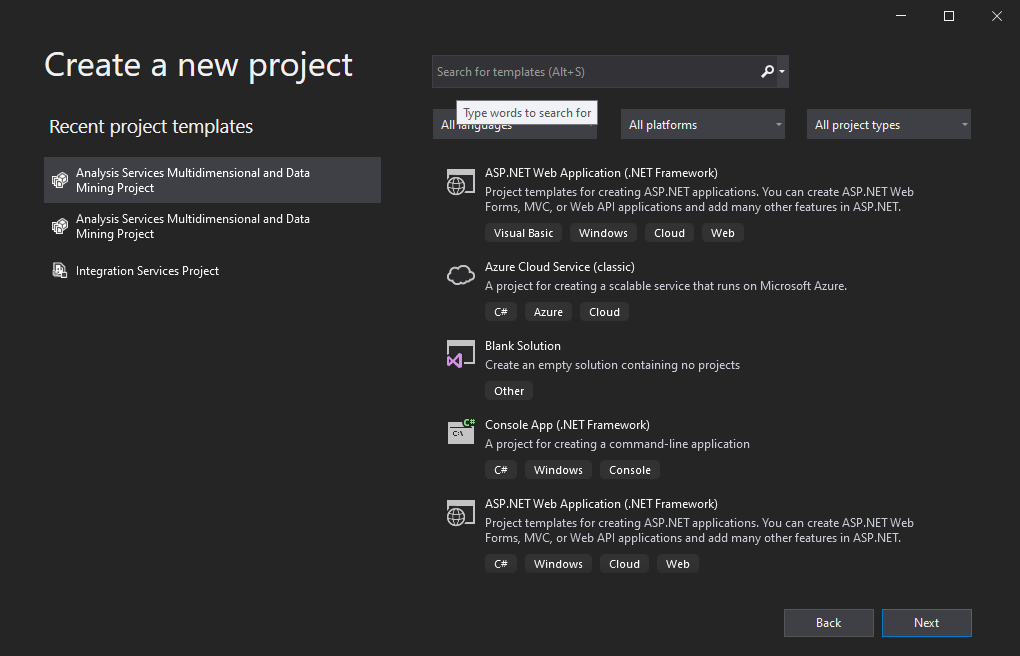 Create a new project
Search for templates (Alt+S)
Type words to search for
All languages
All platforms
All project types
Recent project templates
Analysis Services Multidimensional and Data
Mining Project
Analysis Services Multidimensional and Data
Mining Project
Integration Services Project
ASP.NET Web Application (.NET Framework)
Project templates for creating ASP.NET applications. You can create ASP.NET Web
Forms, MVC, or Web API applications and add many other features in ASP.NET.
Visual Basic Windows Cloud Web
Azure Cloud Service (classic)
A project for creating a scalable service that runs on Microsoft Azure.
C# Azure Cloud
Blank Solution
Create an empty solution containing no projects
Other
C#
C:\
Console App (.NET Framework)
A project for creating a command-line application
C# Windows Console
ASP.NET Web Application (.NET Framework)
Project templates for creating ASP.NET applications. You can create ASP.NET Web
Forms, MVC, or Web API applications and add many other features in ASP.NET.
C# Windows Cloud Web
Back
Next